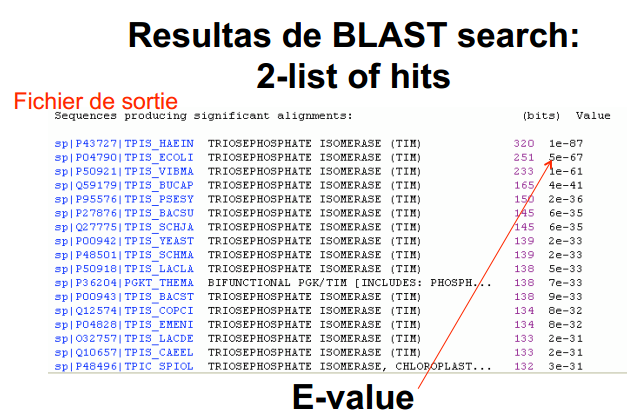 Resultas de BLAST search:
2-list of hits
Fichier de sortie
Sequences producing significant alignments: (bits) Value
sp|P43727|TPIS_HAEIN TRIOSEPHOSPHATE ISOMERASE (TIM) 320 1e-87
sp|P04790|TPIS_ECOLI TRIOSEPHOSPHATE ISOMERASE (TIM) 251 5e-67
sp|P50921|TPIS_VIBMA TRIOSEPHOSPHATE ISOMERASE (TIM) 233 1e-61
sp|Q59179|TPIS_BUCAP TRIOSEPHOSPHATE ISOMERASE (TIM) 165 4e-41
sp|P95576|TPIS_PSESY TRIOSEPHOSPHATE ISOMERASE (TIM) 150 2e-36
sp|P27876|TPIS_BACSU TRIOSEPHOSPHATE ISOMERASE (TIM) 145 6e-35
sp|Q27775|TPIS_SCHJA TRIOSEPHOSPHATE ISOMERASE (TIM) 145 6e-35
sp|P00942|TPIS_YEAST TRIOSEPHOSPHATE ISOMERASE (TIM) 139 2e-33
sp|P48501|TPIS_SCHMA TRIOSEPHOSPHATE ISOMERASE (TIM) 139 2e-33
sp|P50918|TPIS_LACLA TRIOSEPHOSPHATE ISOMERASE (TIM) 138 5e-33
sp|P36204|PGKT_THEMA BIFUNCTIONAL PGK/TIM [INCLUDES: PHOSPH... 138 7e-33
sp|P00943|TPIS_BACST TRIOSEPHOSPHATE ISOMERASE (TIM) 138 9e-33
sp|Q12574|TPIS_COPCI TRIOSEPHOSPHATE ISOMERASE (TIM) 134 8e-32
sp|P04828|TPIS_EMENI TRIOSEPHOSPHATE ISOMERASE (TIM) 134 8e-32
sp|O32757|TPIS_LACDE TRIOSEPHOSPHATE ISOMERASE (TIM) 133 2e-31
sp|Q10657|TPIS_CAEEL TRIOSEPHOSPHATE ISOMERASE (TIM) 133 2e-31
sp|P48496|TPIC_SPIOL TRIOSEPHOSPHATE ISOMERASE, CHLOROPLAST... 132 3e-31
E-value